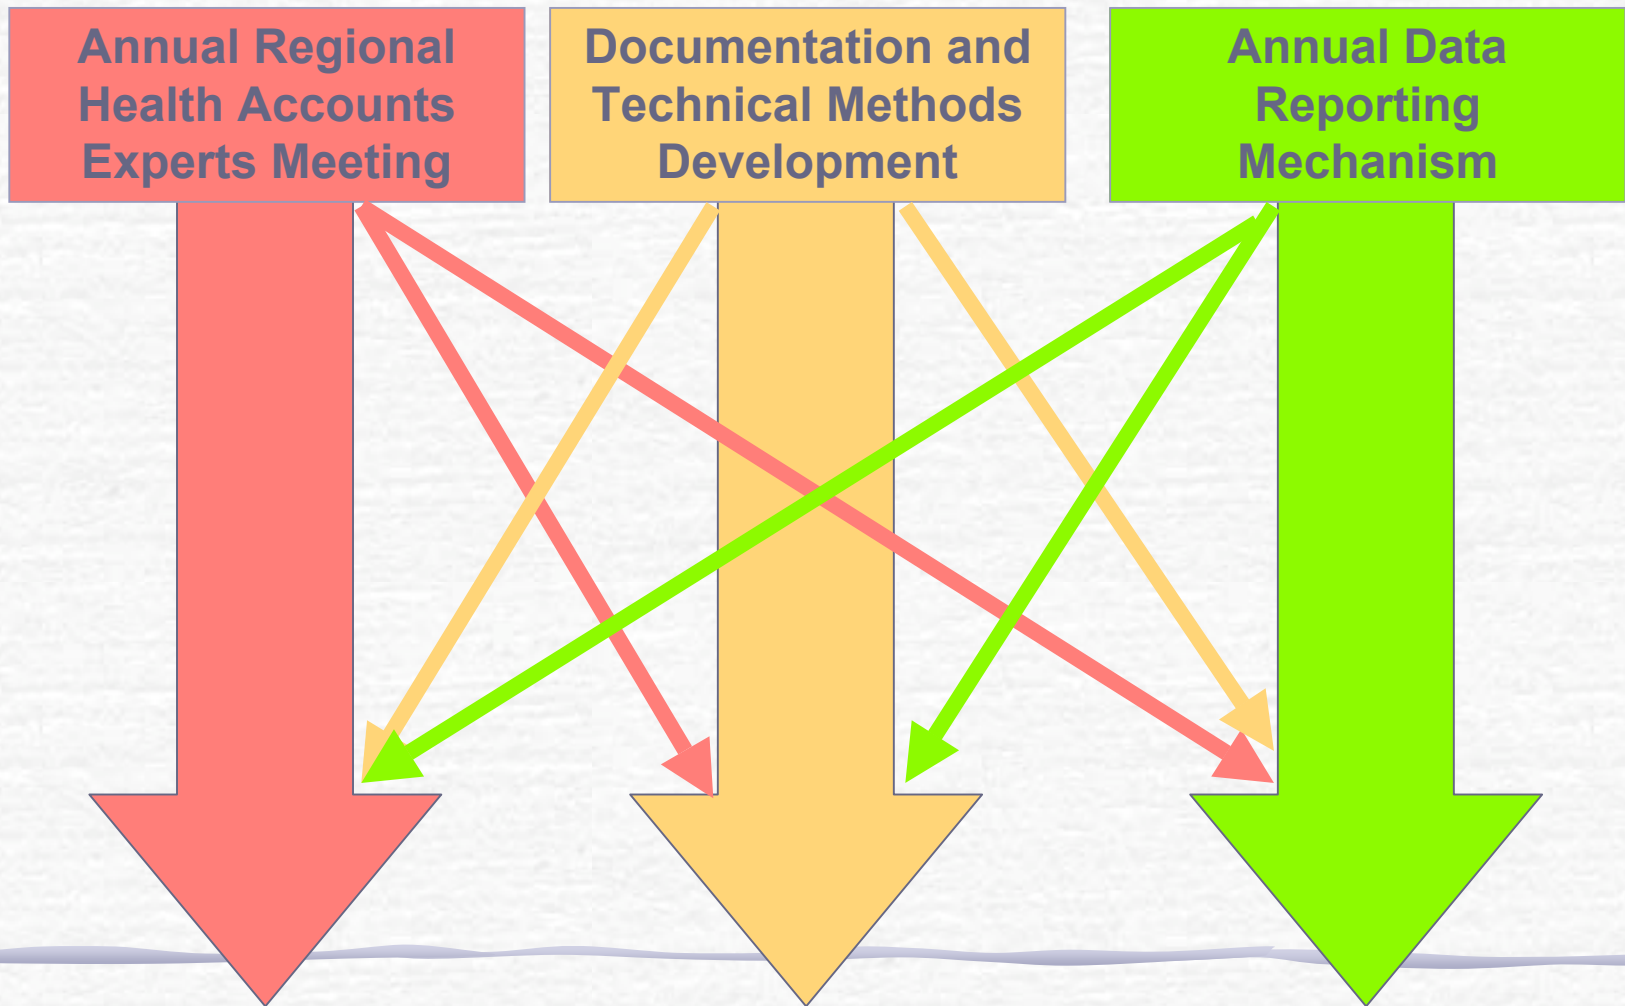 Annual Regional
Health Accounts
Experts Meeting
Documentation and
Technical Methods
Development
Annual Data
Reporting
Mechanism